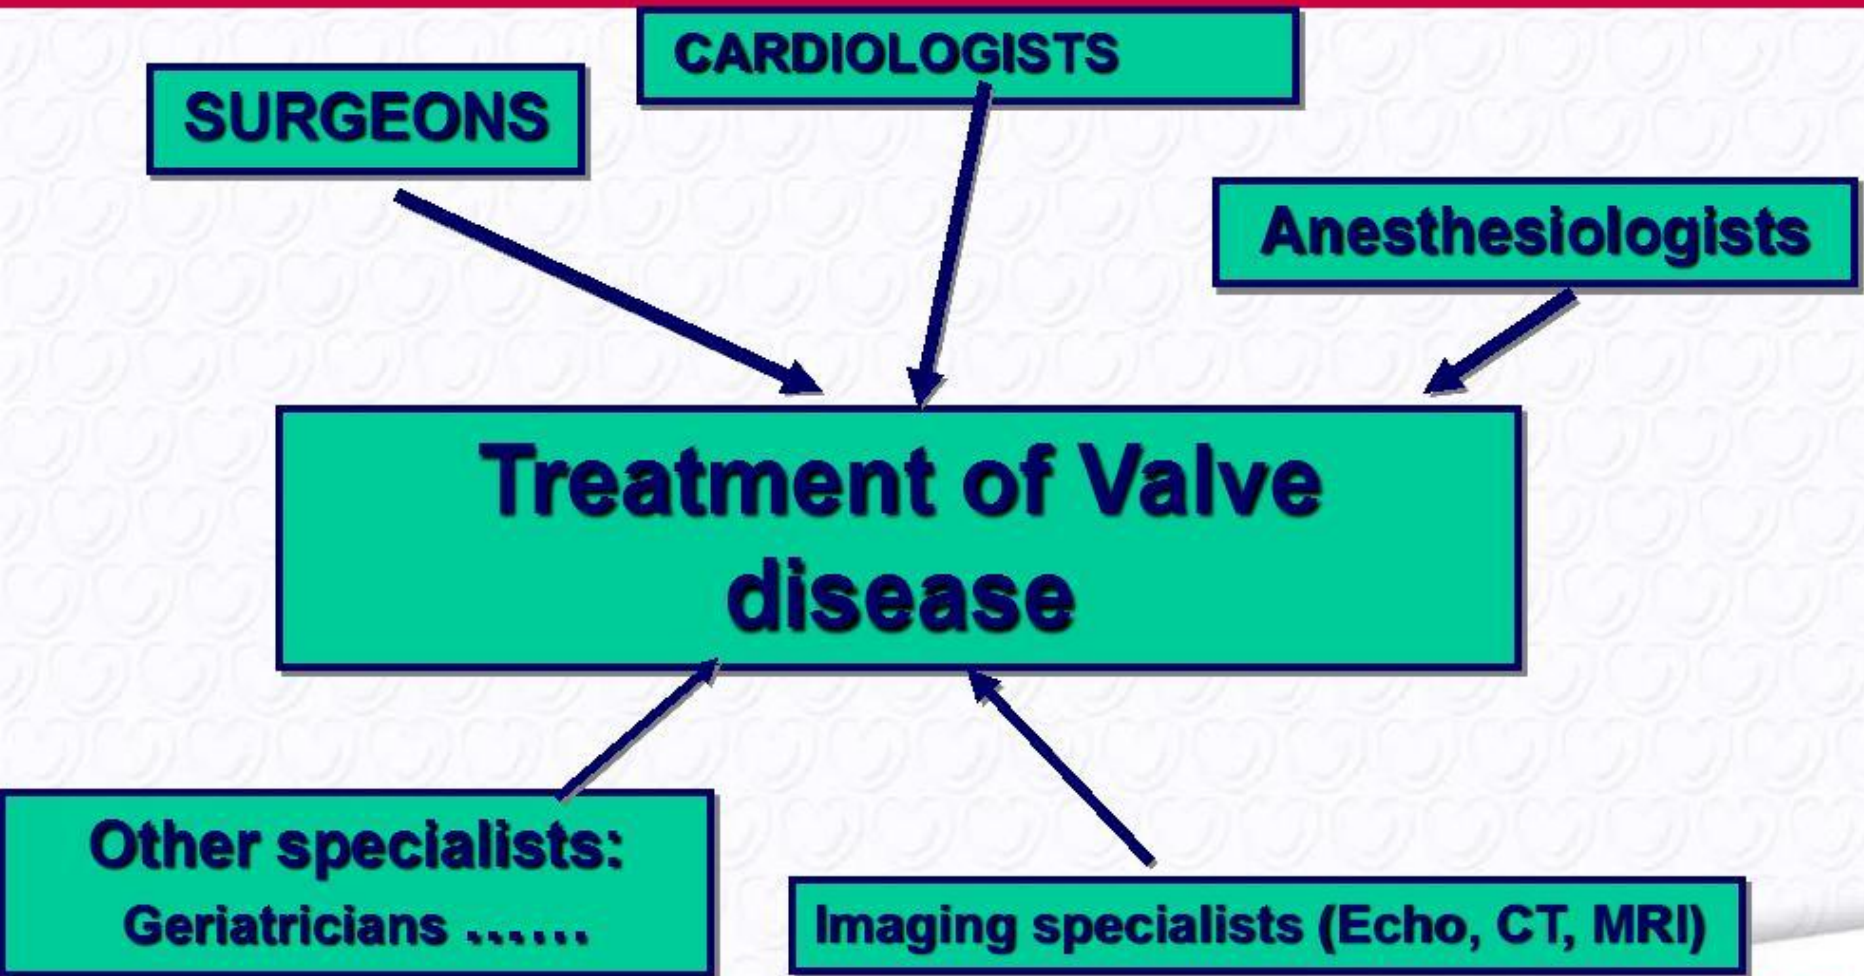 CARDIOLOGISTS
SURGEONS
Anesthesiologists
Treatment of Valve
disease
Other specialists:
Geriatricians ......
Imaging specialists (Echo, CT, MRI)